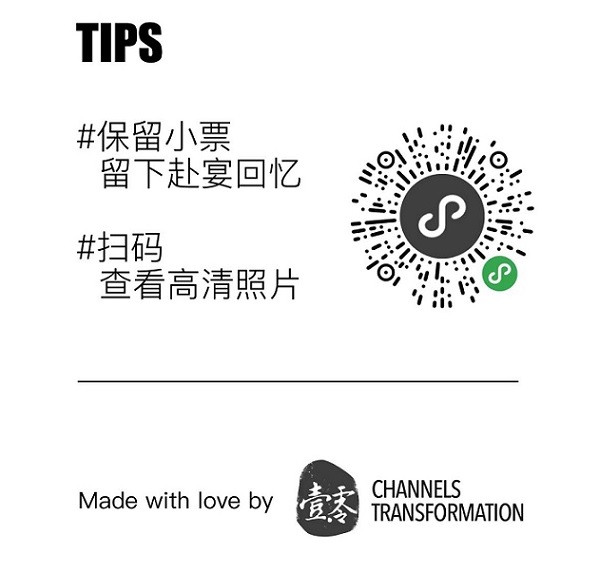 TIPS
#保留小票
留下赴宴回忆
#扫码
查看高清照片
Made with love by
壹零
CHANNELS
TRANSFORMATION